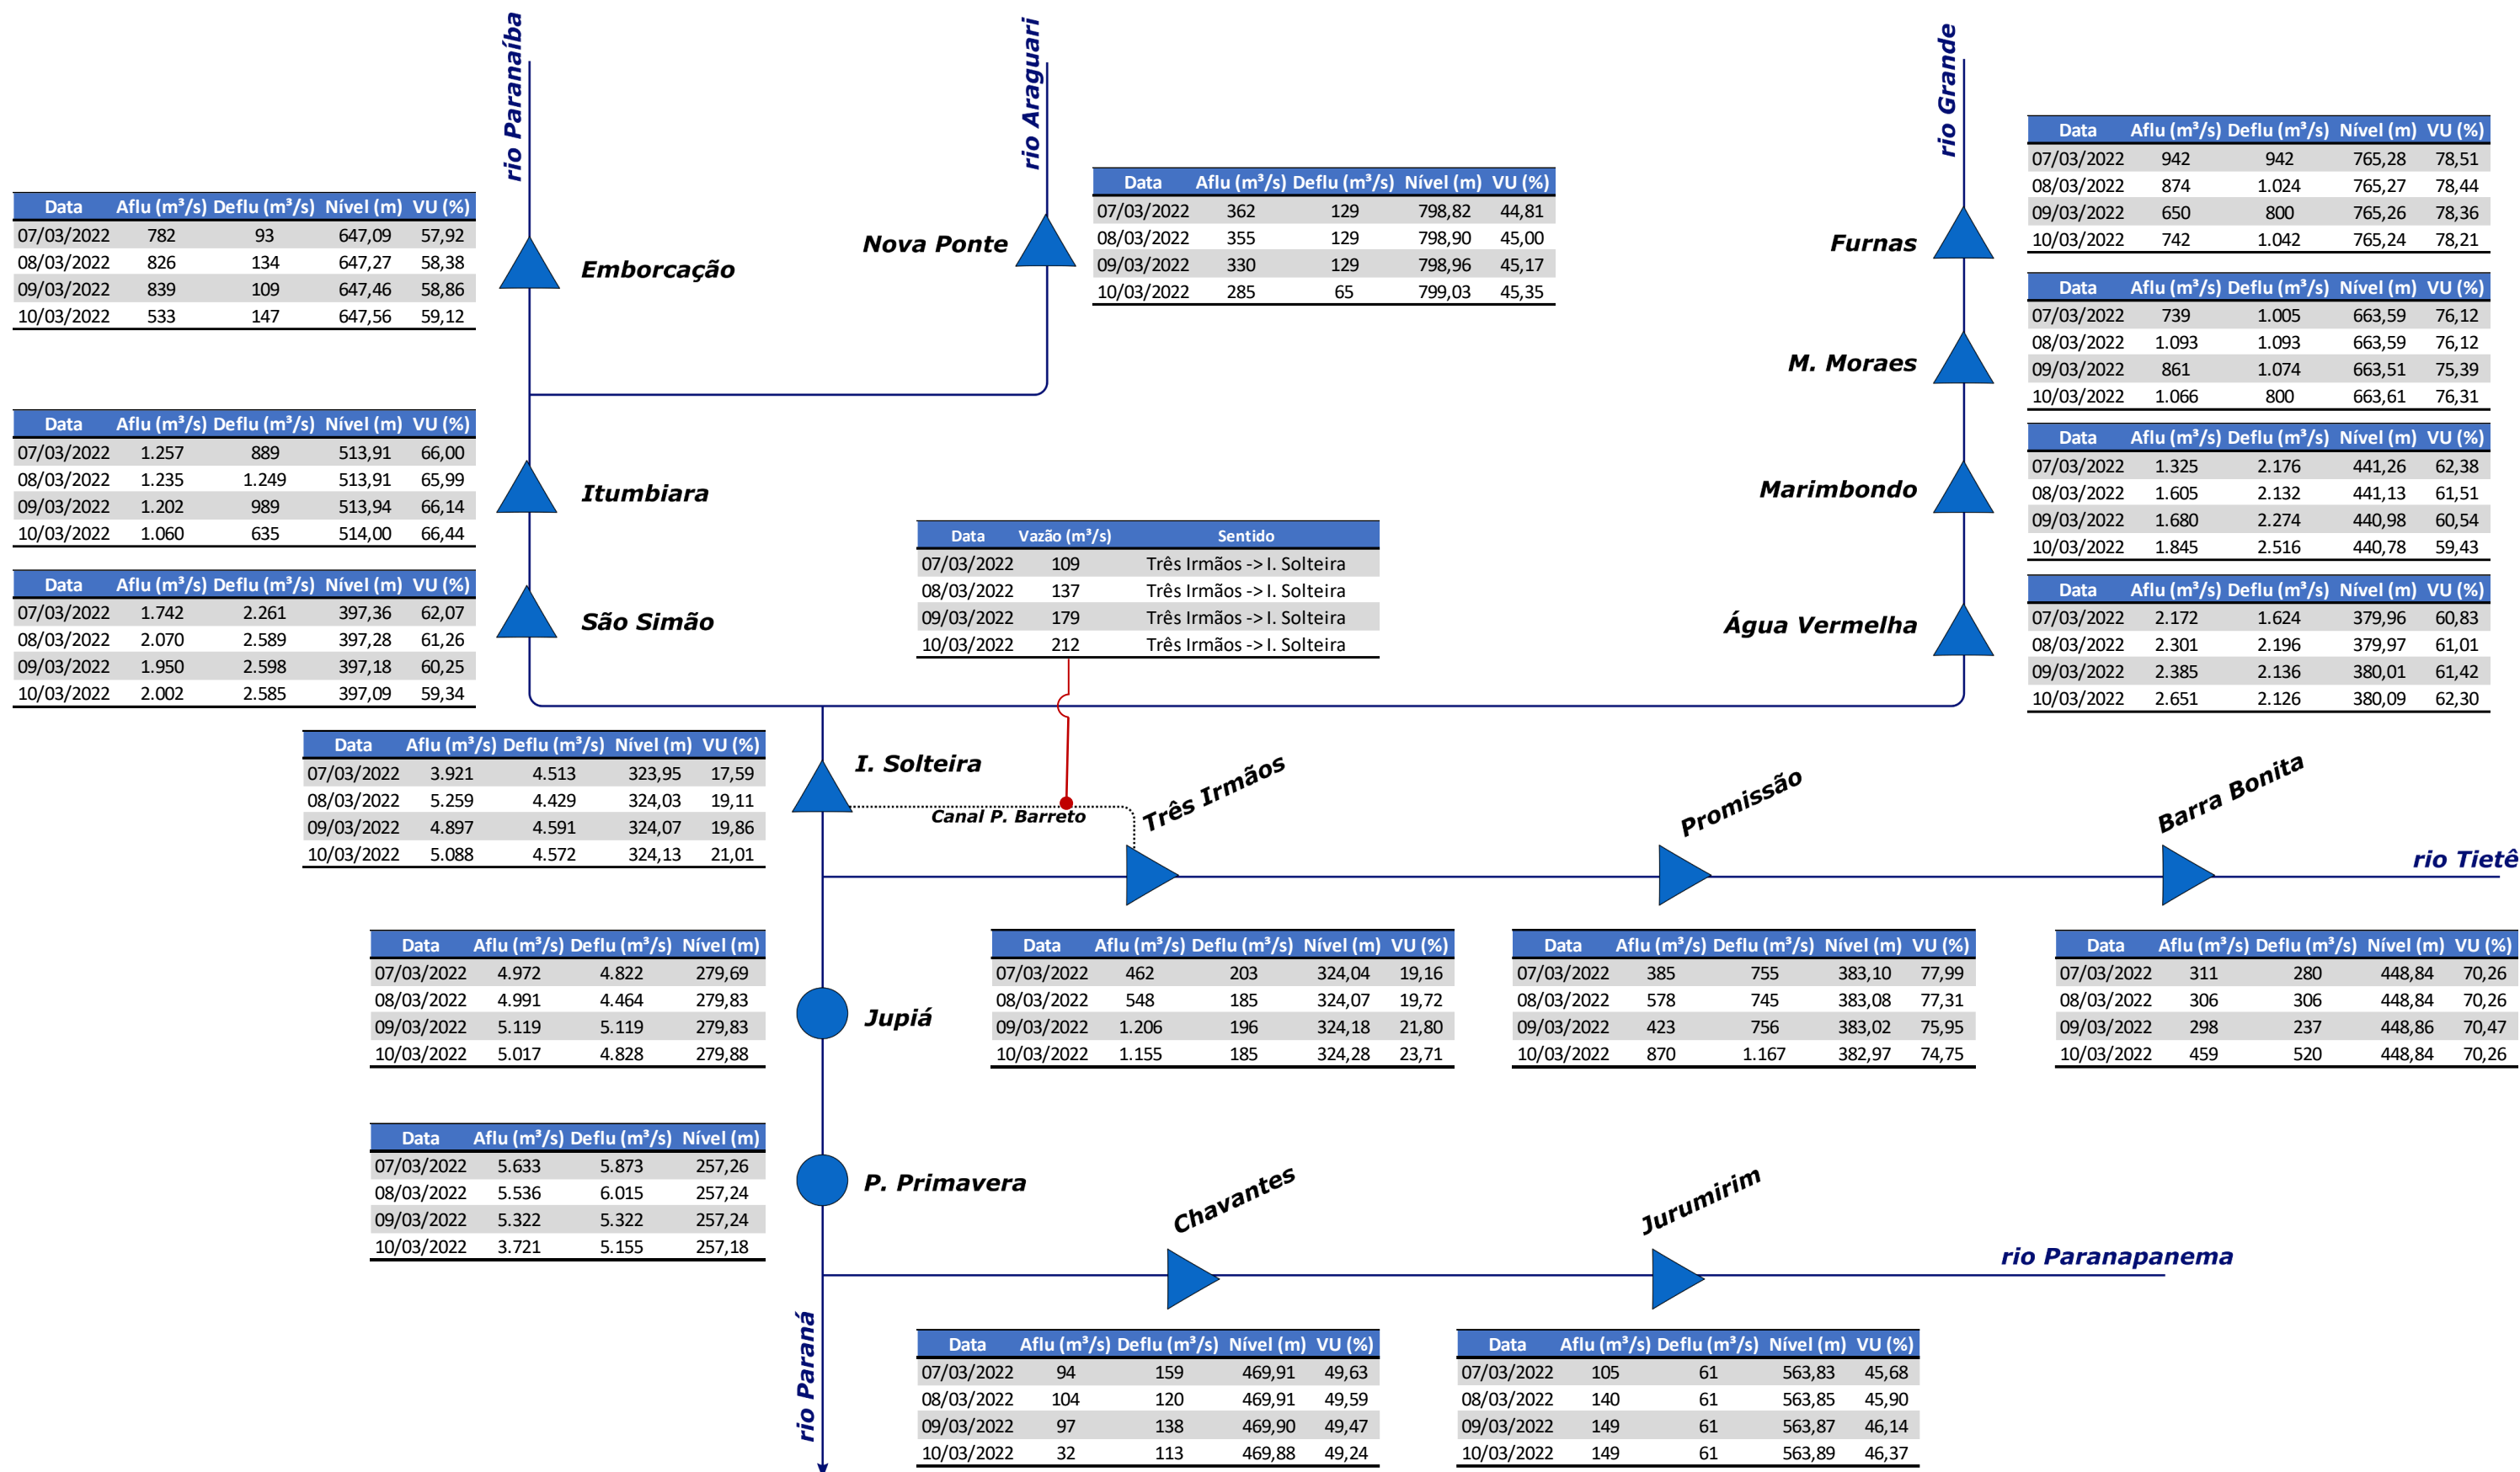 rio Paranaíba
rio Araguari
rio Grande
Data Aflu (m³/s) Deflu (m³/s) Nível (m) VU (%)
07/03/2022 942 942 765,28 78,51
08/03/2022 874 1.024 765,27 78,44
09/03/2022 650 800 765,26 78,36
10/03/2022 742 1.042 765,24 78,21
Furnas
Data Aflu (m³/s) Deflu (m³/s) Nível (m) VU (%)
07/03/2022 362 129 798,82 44,81
08/03/2022 355 129 798,90 45,00
09/03/2022 330 129 798,96 45,17
10/03/2022 285 65 799,03 45,35
Nova Ponte
Data Aflu (m³/s) Deflu (m³/s) Nível (m) VU (%)
07/03/2022 782 93 647,09 57,92
08/03/2022 826 134 647,27 58,38
09/03/2022 839 109 647,46 58,86
10/03/2022 533 147 647,56 59,12
Emborcação
Data Aflu (m³/s) Deflu (m³/s) Nível (m) VU (%)
07/03/2022 739 1.005 663,59 76,12
08/03/2022 1.093 1.093 663,59 76,12
09/03/2022 861 1.074 663,51 75,39
10/03/2022 1.066 800 663,61 76,31
M. Moraes
Data Aflu (m³/s) Deflu (m³/s) Nível (m) VU (%)
07/03/2022 1.257 889 513,91 66,00
08/03/2022 1.235 1.249 513,91 65,99
09/03/2022 1.202 989 513,94 66,14
10/03/2022 1.060 635 514,00 66,44
Itumbiara
Data Aflu (m³/s) Deflu (m³/s) Nível (m) VU (%)
07/03/2022 1.325 2.176 441,26 62,38
08/03/2022 1.605 2.132 441,13 61,51
09/03/2022 1.680 2.274 440,98 60,54
10/03/2022 1.845 2.516 440,78 59,43
Marimbondo
Data Vazão (m³/s) Sentido
07/03/2022 109 Três Irmãos -> I. Solteira
08/03/2022 137 Três Irmãos -> I. Solteira
09/03/2022 179 Três Irmãos -> I. Solteira
10/03/2022 212 Três Irmãos -> I. Solteira
Data Aflu (m³/s) Deflu (m³/s) Nível (m) VU (%)
07/03/2022 1.742 2.261 397,36 62,07
08/03/2022 2.070 2.589 397,28 61,26
09/03/2022 1.950 2.598 397,18 60,25
10/03/2022 2.002 2.585 397,09 59,34
São Simão
Data Aflu (m³/s) Deflu (m³/s) Nível (m) VU (%)
07/03/2022 2.172 1.624 379,96 60,83
08/03/2022 2.301 2.196 379,97 61,01
09/03/2022 2.385 2.136 380,01 61,42
10/03/2022 2.651 2.126 380,09 62,30
Água Vermelha
Data Aflu (m³/s) Deflu (m³/s) Nível (m) VU (%)
07/03/2022 3.921 4.513 323,95 17,59
08/03/2022 5.259 4.429 324,03 19,11
09/03/2022 4.897 4.591 324,07 19,86
10/03/2022 5.088 4.572 324,13 21,01
I. Solteira
Canal P. Barreto
Três Irmãos
Promissão
Barra Bonita
rio Tietê
Data Aflu (m³/s) Deflu (m³/s) Nível (m)
07/03/2022 4.972 4.822 279,69
08/03/2022 4.991 4.464 279,83
09/03/2022 5.119 5.119 279,83
10/03/2022 5.017 4.828 279,88
Jupiá
Data Aflu (m³/s) Deflu (m³/s) Nível (m) VU (%)
07/03/2022 462 203 324,04 19,16
08/03/2022 548 185 324,07 19,72
09/03/2022 1.206 196 324,18 21,80
10/03/2022 1.155 185 324,28 23,71
Data Aflu (m³/s) Deflu (m³/s) Nível (m) VU (%)
07/03/2022 385 755 383,10 77,99
08/03/2022 578 745 383,08 77,31
09/03/2022 423 756 383,02 75,95
10/03/2022 870 1.167 382,97 74,75
Data Aflu (m³/s) Deflu (m³/s) Nível (m) VU (%)
07/03/2022 311 280 448,84 70,26
08/03/2022 306 306 448,84 70,26
09/03/2022 298 237 448,86 70,47
10/03/2022 459 520 448,84 70,26
Data Aflu (m³/s) Deflu (m³/s) Nível (m)
07/03/2022 5.633 5.873 257,26
08/03/2022 5.536 6.015 257,24
09/03/2022 5.322 5.322 257,24
10/03/2022 3.721 5.155 257,18
P. Primavera
Chavantes
Jurumirim
rio Paranapanema
rio Paraná
Data Aflu (m³/s) Deflu (m³/s) Nível (m) VU (%)
07/03/2022 94 159 469,91 49,63
08/03/2022 104 120 469,91 49,59
09/03/2022 97 138 469,90 49,47
10/03/2022 32 113 469,88 49,24
Data Aflu (m³/s) Deflu (m³/s) Nível (m) VU (%)
07/03/2022 105 61 563,83 45,68
08/03/2022 140 61 563,85 45,90
09/03/2022 149 61 563,87 46,14
10/03/2022 149 61 563,89 46,37